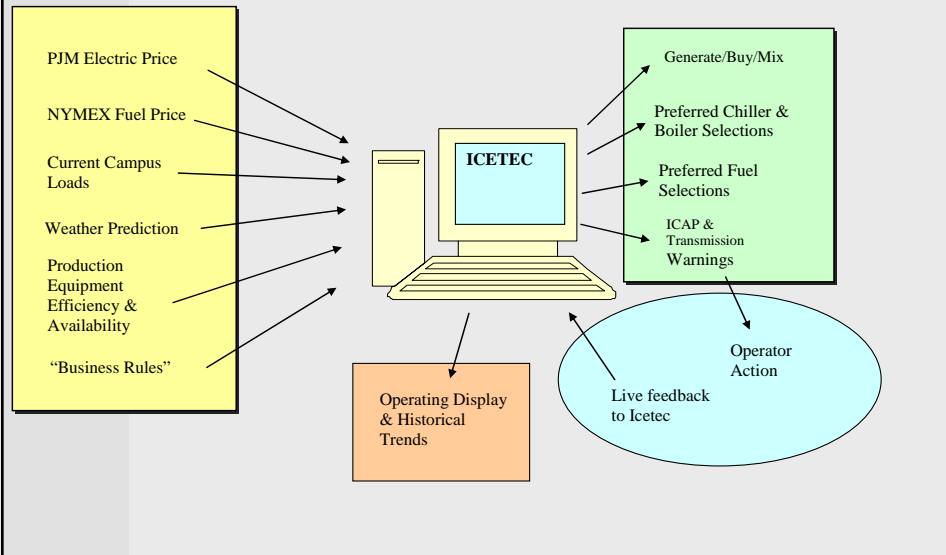 PJM Electric Price
NYMEX Fuel Price
Current Campus
Loads
Weather Prediction
Production
Equipment
Efficiency &
Availability
“Business Rules”
ICETEC
Generate/Buy/Mix
Preferred Chiller &
Boiler Selections
Preferred Fuel
Selections
ICAP &
Transmission
Warnings
Operating Display
& Historical
Trends
Operator
Action
Live feedback
to Icetec